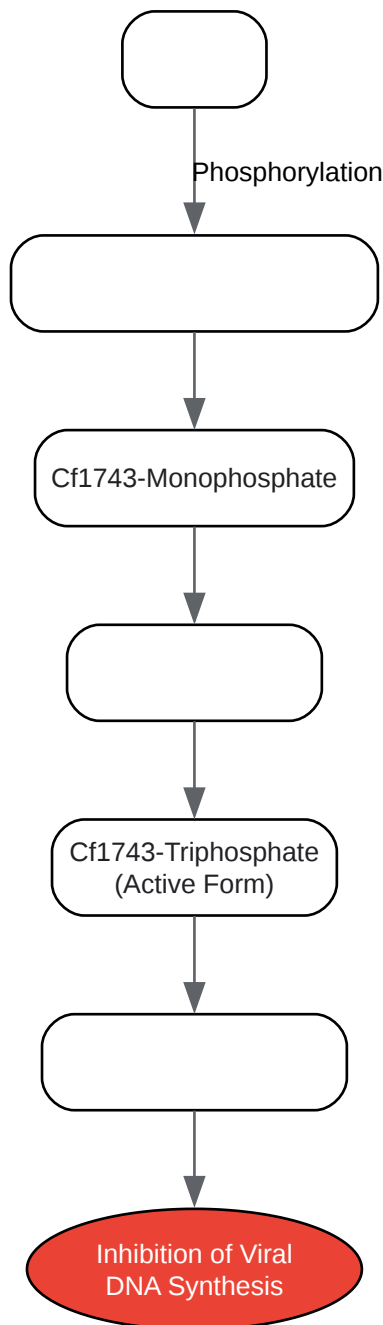 Phosphorylation
Cf1743-Monophosphate
Cf1743-Triphosphate
(Active Form)
Inhibition of Viral
DNA Synthesis